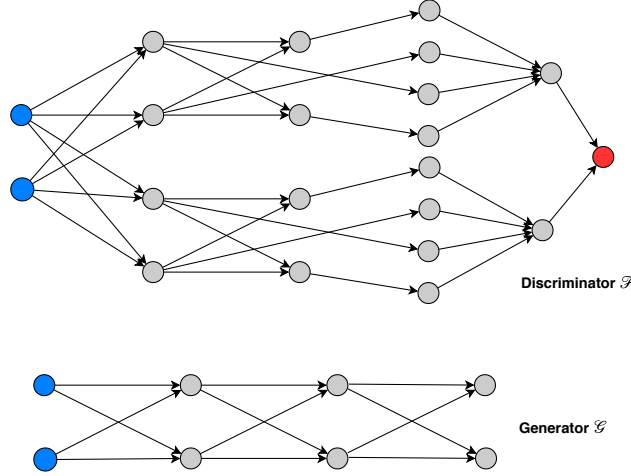 Discriminator ℱ
Generator 𝒢